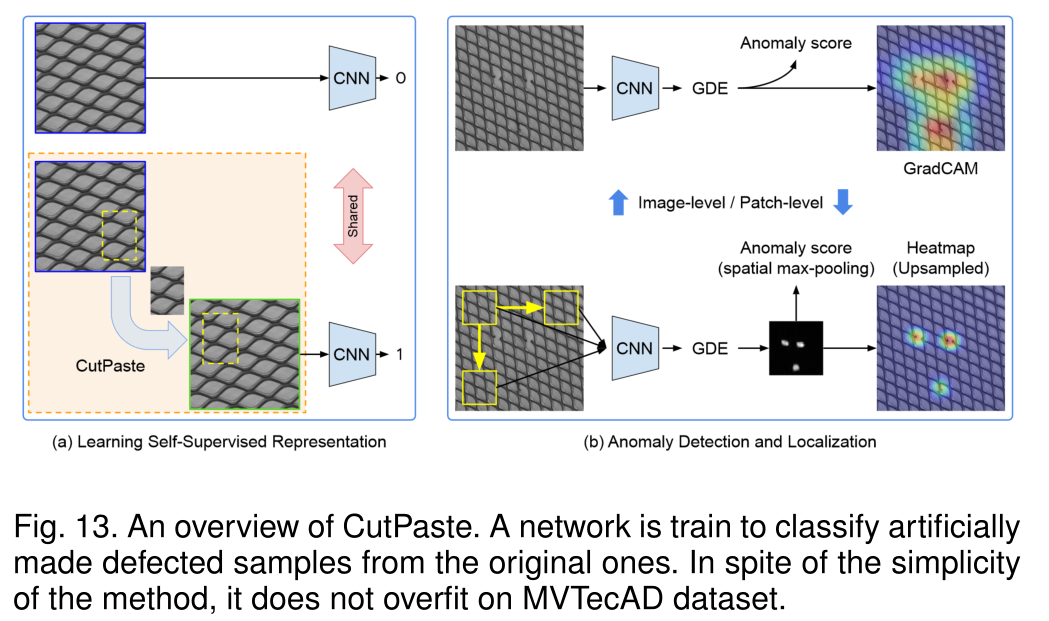 CNN
0
Shared
CutPaste
CNN
1
(a) Learning Self-Supervised Representation
Anomaly score
CNN
GDE
GradCAM
Image-level / Patch-level
Anomaly score
(spatial max-pooling)
Heatmap
(Upsampled)
CNN
GDE
(b) Anomaly Detection and Localization
Fig. 13. An overview of CutPaste. A network is train to classify artificially
made defected samples from the original ones. In spite of the simplicity
of the method, it does not overfit on MVTecAD dataset.